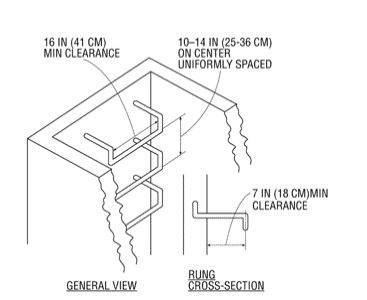 16 IN (41 CM)
MIN CLEARANCE
10–14 IN (25-36 CM)
ON CENTER
UNIFORMLY SPACED
7 IN (18 CM)MIN
CLEARANCE
GENERAL VIEW
RUNG
CROSS-SECTION